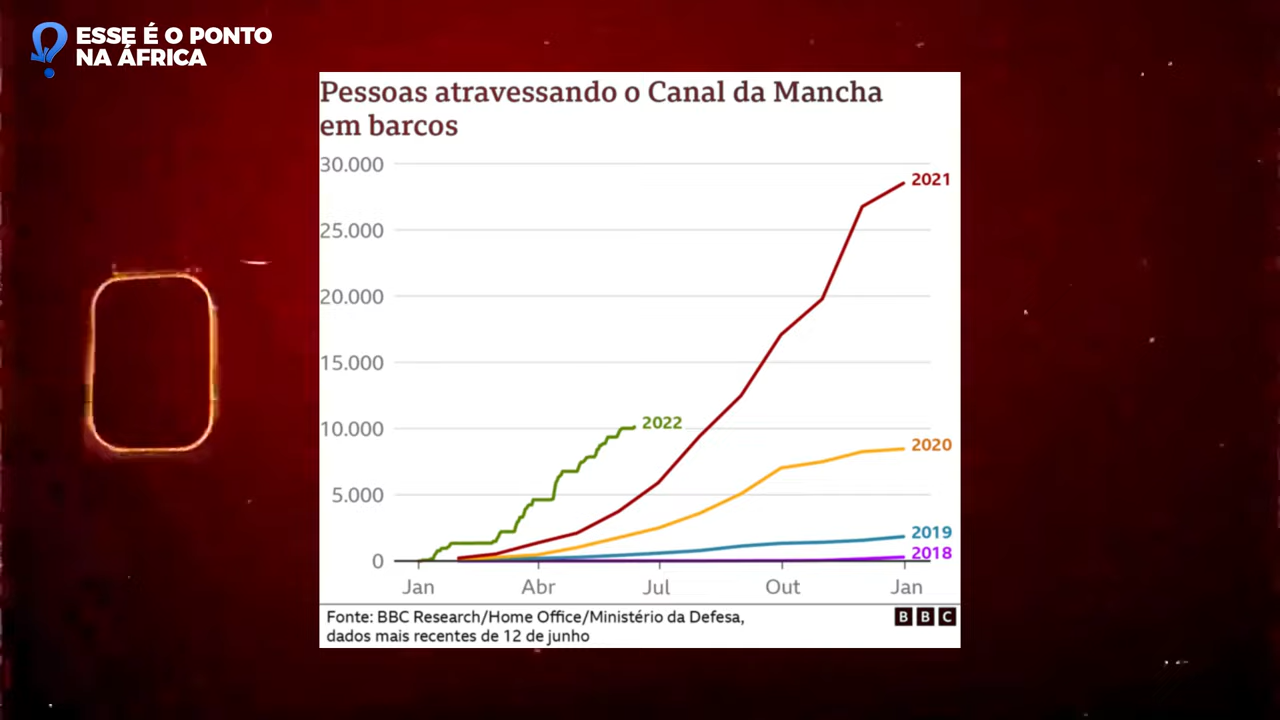 ESSE É O PONTO
NA ÁFRICA
Pessoas atravessando o Canal da Mancha
em barcos
30.000
2021
25.000
20.000
15.000
10.000
2022
2020
5.000
2019
2018
0
Jan
Abr
Jul
Out
Jan
Fonte: BBC Research/Home Office/Ministério da Defesa,
dados mais recentes de 12 de junho
BBC